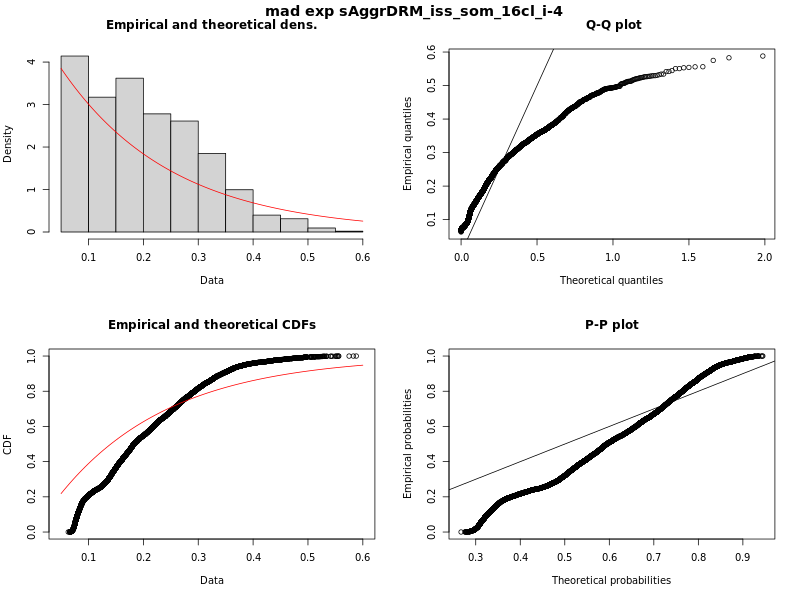 mad exp sAggrDRM_iss_som_16cl_i-4
Empirical and theoretical dens.
Density
0 1 2 3 4
0.1 0.2 0.3 0.4 0.5 0.6
Data
Q-Q plot
Empirical quantiles
0.1 0.2 0.3 0.4 0.5 0.6
0.0 0.5 1.0 1.5 2.0
Theoretical quantiles
Empirical and theoretical CDFs
CDF
0.0 0.2 0.4 0.6 0.8 1.0
0.1 0.2 0.3 0.4 0.5 0.6
Data
P-P plot
Empirical probabilities
0.0 0.2 0.4 0.6 0.8 1.0
0.3 0.4 0.5 0.6 0.7 0.8 0.9
Theoretical probabilities